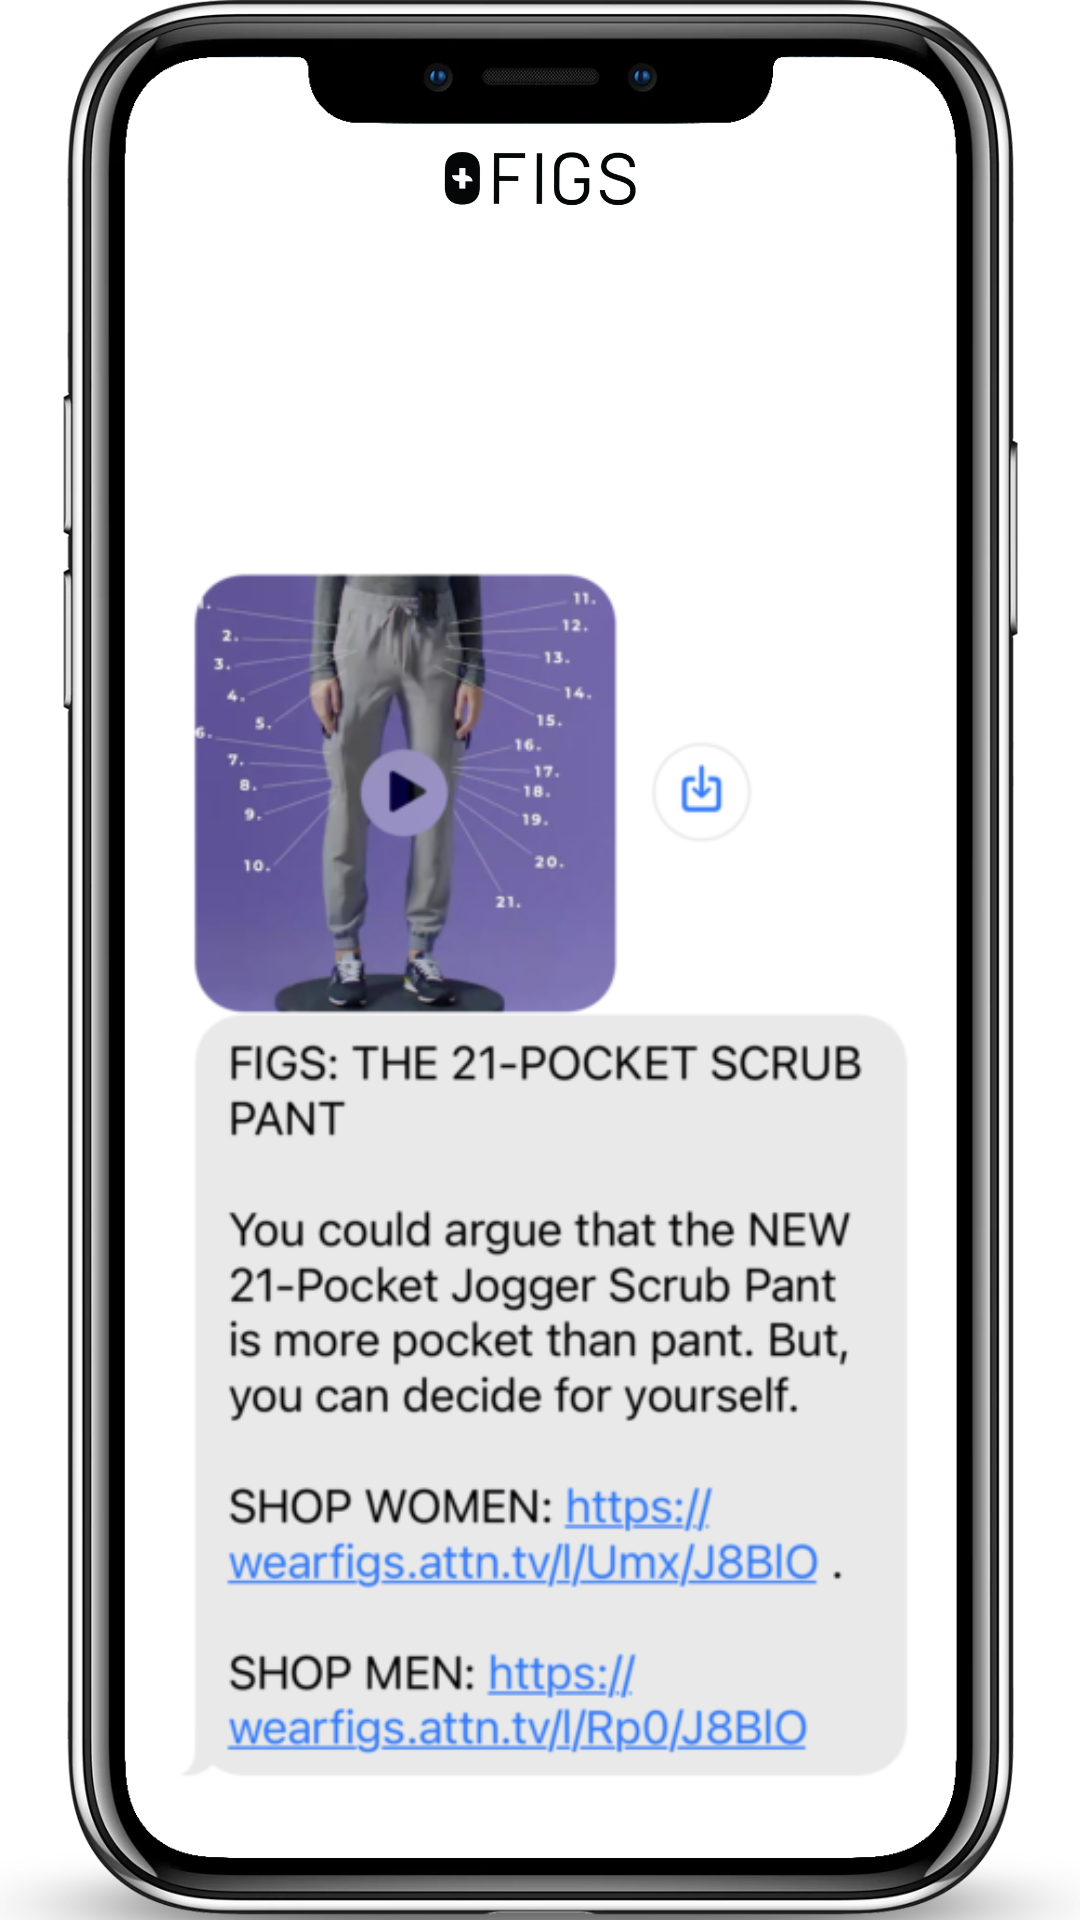 FIGS
1.
2.
3.
4.
5.
6.
7.
8.
9.
10.
11.
12.
13.
14.
15.
16.
17.
18.
19.
20.
21.
FIGS: THE 21-POCKET SCRUB
PANT
You could argue that the NEW
21-Pocket Jogger Scrub Pant
is more pocket than pant. But,
you can decide for yourself.
SHOP WOMEN: https://
wearfigs.attn.tv/l/Umx/J8BlO .
SHOP MEN: https://
wearfigs.attn.tv/l/Rp0/J8BlO